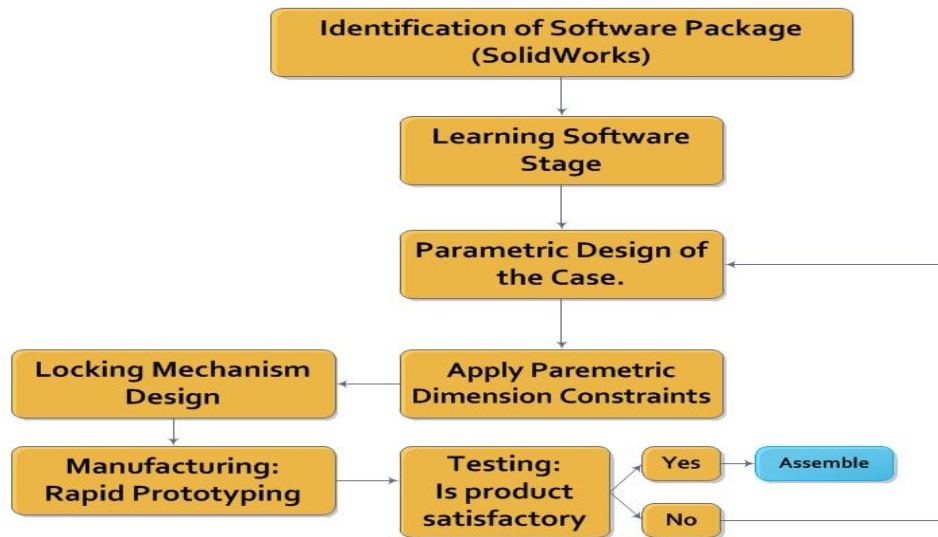 Identification of Software Package
(SolidWorks)
Learning Software
Stage
Parametric Design of
the Case.
Apply Paremetric
Dimension Constraints
Locking Mechanism
Design
Manufacturing:
Rapid Prototyping
Testing:
Is product
satisfactory
Yes
Assemble
No